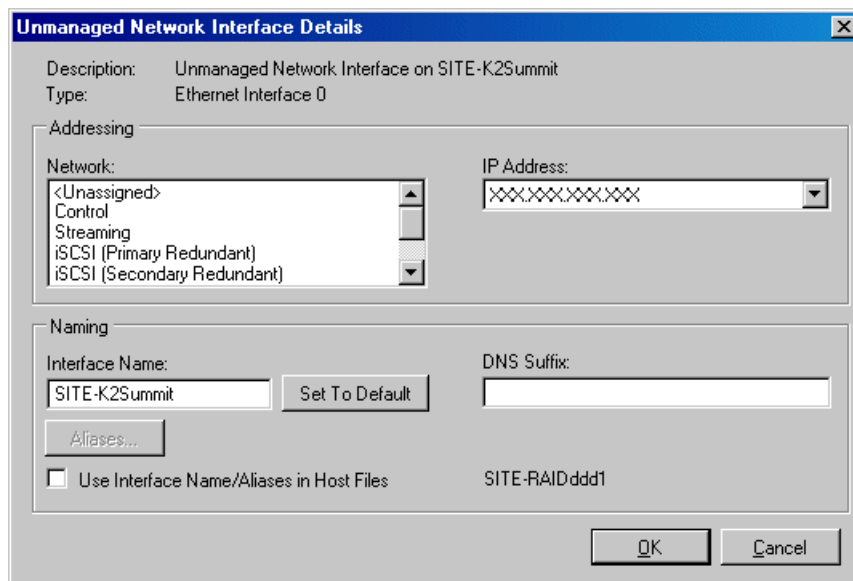 Unmanaged Network Interface Details
Description: Unmanaged Network Interface on SITE-K2Summit
Type: Ethernet Interface 0
Addressing
Network: IP Address:
<Unassigned> XXX.XXX.XXX.XXX
Control
Streaming
iSCSI (Primary Redundant)
iSCSI (Secondary Redundant)
Naming
Interface Name: DNS Suffix:
SITE-K2Summit Set To Default
Aliases...
Use Interface Name/Aliases in Host Files SITE-RAIDddd1
OK Cancel